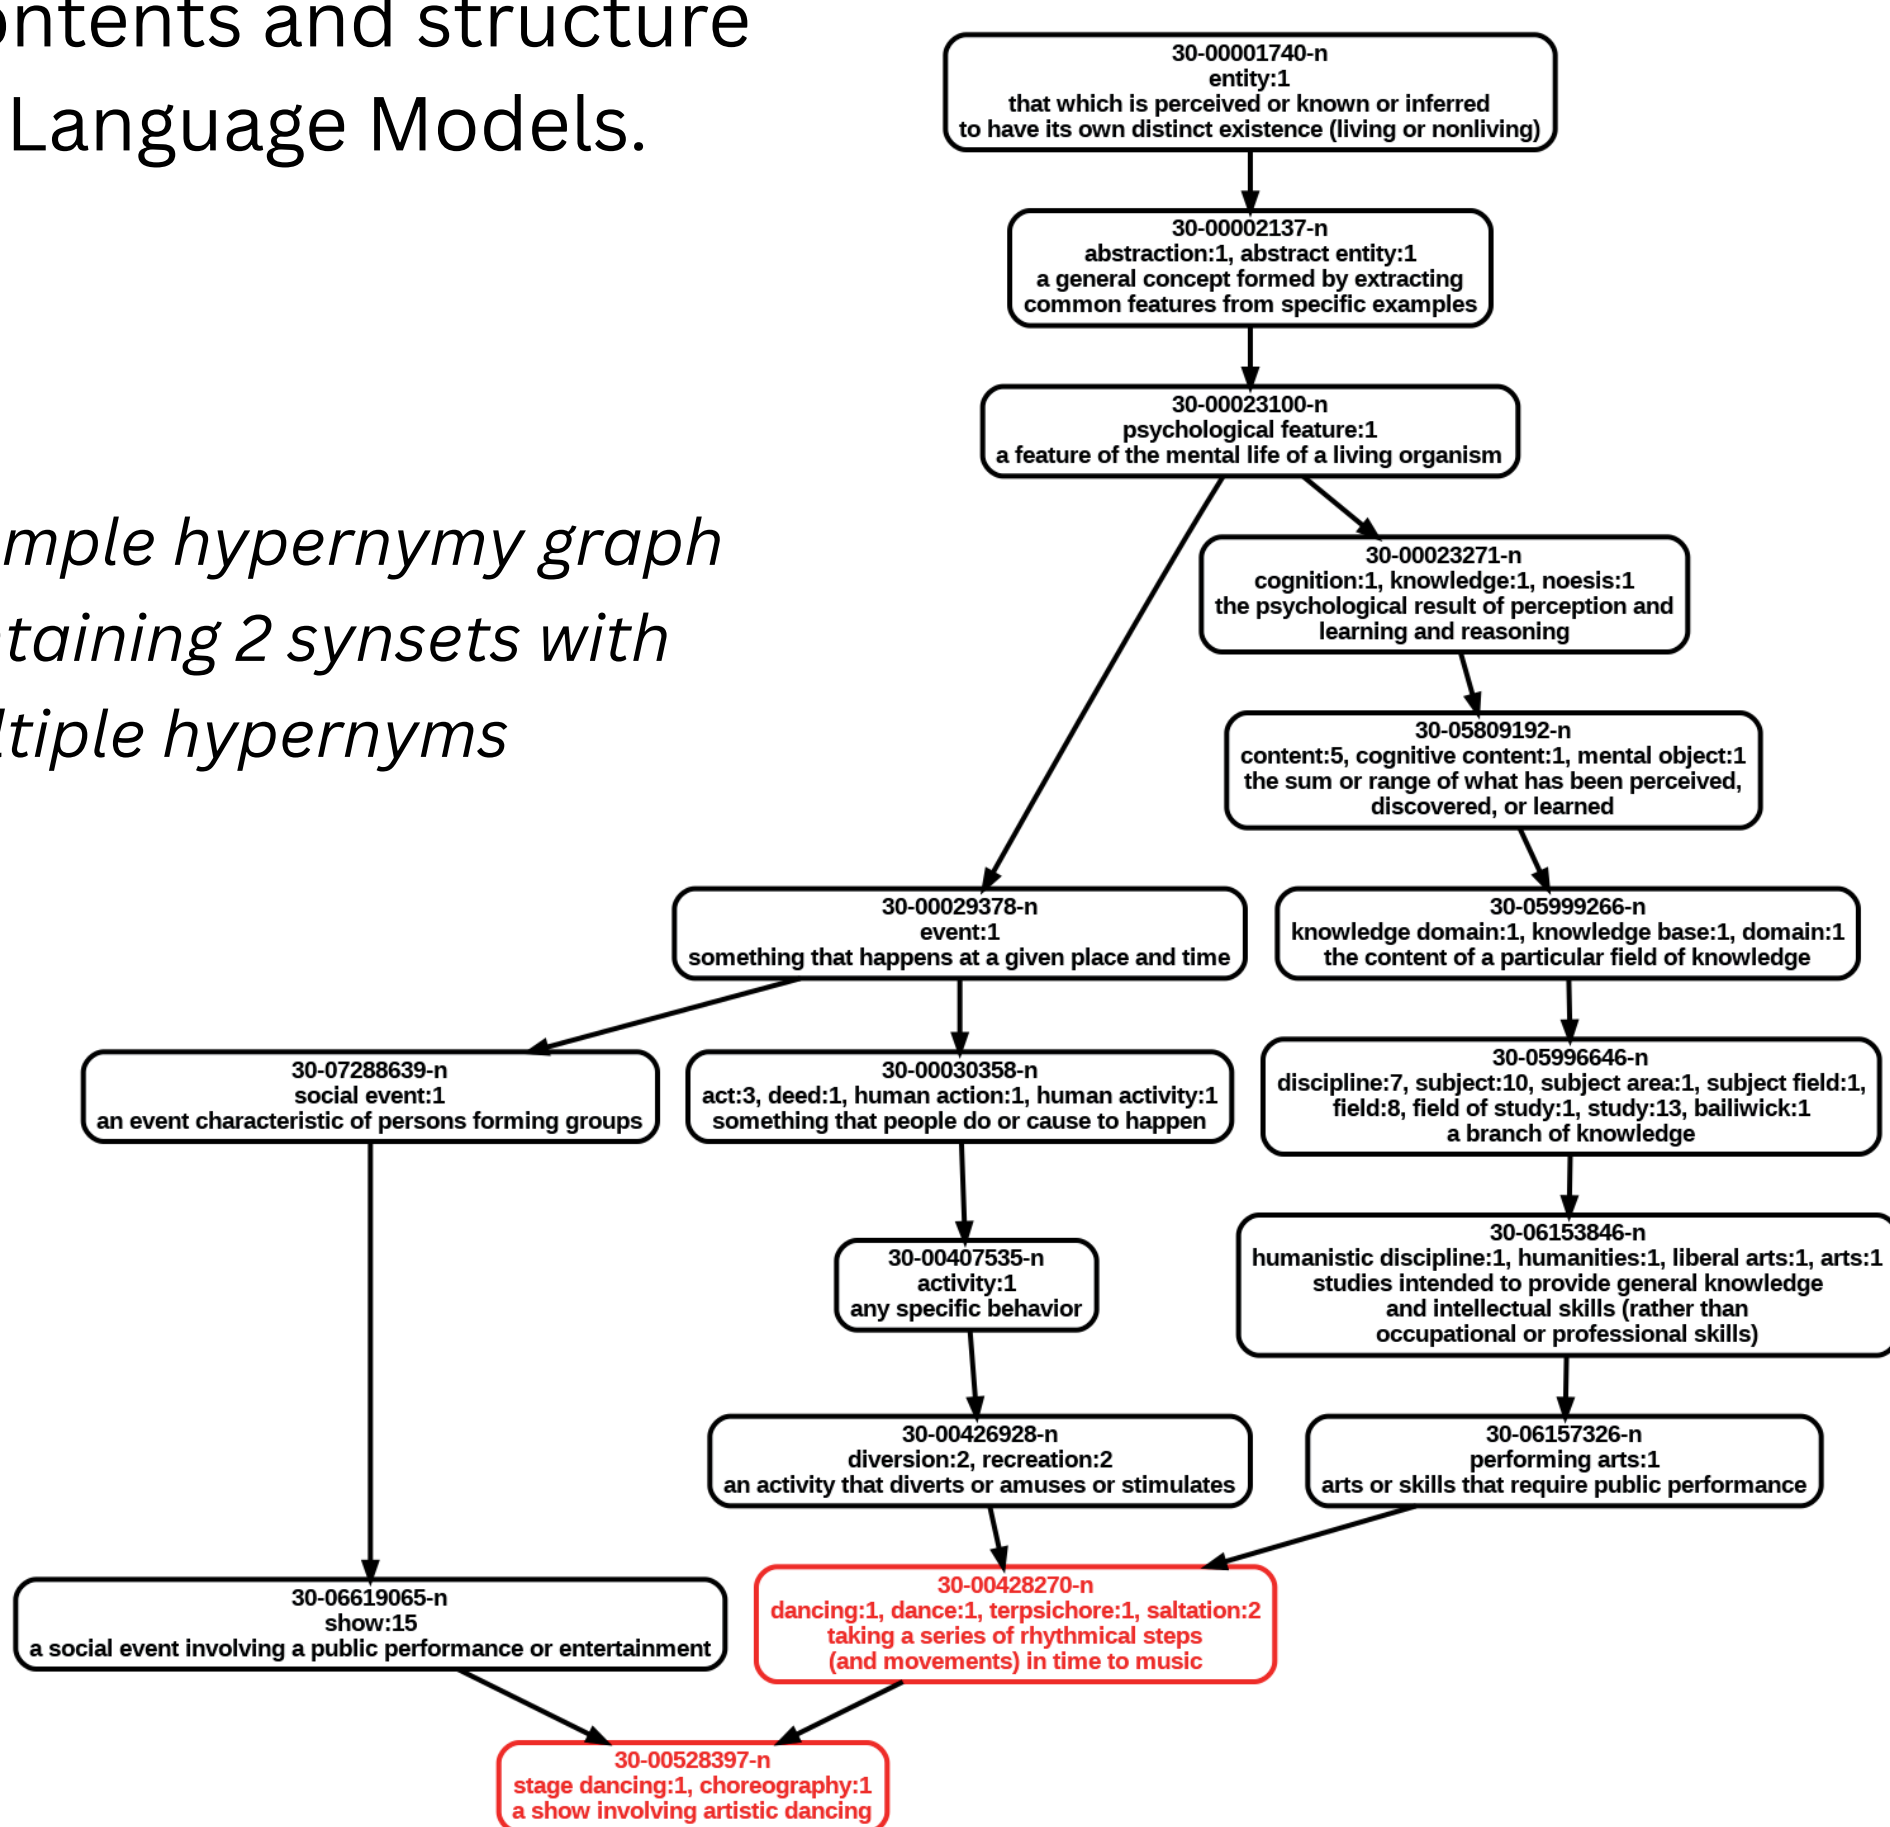 ontents and structure
Language Models.
mple hypernymy graph
taining 2 synsets with
ltiple hypernyms
30-00001740-n
entity:1
that which is perceived or known or inferred
to have its own distinct existence (living or nonliving)
30-00002137-n
abstraction:1, abstract entity:1
a general concept formed by extracting
common features from specific examples
30-00023100-n
psychological feature:1
a feature of the mental life of a living organism
30-00023271-n
cognition:1, knowledge:1, noesis:1
the psychological result of perception and
learning and reasoning
30-05809192-n
content:5, cognitive content:1, mental object:1
the sum or range of what has been perceived,
discovered, or learned
30-00029378-n
event:1
something that happens at a given place and time
30-05999266-n
knowledge domain:1, knowledge base:1, domain:1
the content of a particular field of knowledge
30-07288639-n
social event:1
an event characteristic of persons forming groups
30-00030358-n
act:3, deed:1, human action:1, human activity:1
something that people do or cause to happen
30-05996646-n
discipline:7, subject:10, subject area:1, subject field:1,
field:8, field of study:1, study:13, bailiwick:1
a branch of knowledge
30-00407535-n
activity:1
any specific behavior
30-06153846-n
humanistic discipline:1, humanities:1, liberal arts:1, arts:1
studies intended to provide general knowledge
and intellectual skills (rather than
occupational or professional skills)
30-00426928-n
diversion:2, recreation:2
an activity that diverts or amuses or stimulates
30-06157326-n
performing arts:1
arts or skills that require public performance
30-06619065-n
show:15
a social event involving a public performance or entertainment
30-00428270-n
dancing:1, dance:1, terpsichore:1, saltation:2
taking a series of rhythmical steps
(and movements) in time to music
30-00528397-n
stage dancing:1, choreography:1
a show involving artistic dancing